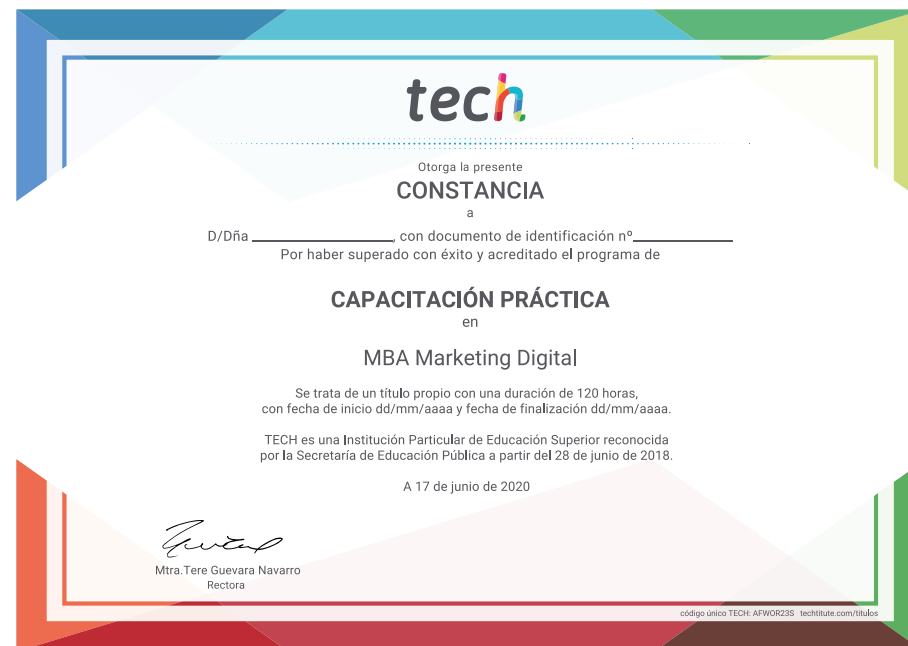 tech
Otorga la presente
CONSTANCIA
a
D/Dña ____________________, con documento de identificación nº______________
Por haber superado con éxito y acreditado el programa de
CAPACITACIÓN PRÁCTICA
en
MBA Marketing Digital
Se trata de un título propio con una duración de 120 horas,
con fecha de inicio dd/mm/aaaa y fecha de finalización dd/mm/aaaa.
TECH es una Institución Particular de Educación Superior reconocida
por la Secretaría de Educación Pública a partir del 28 de junio de 2018.
A 17 de junio de 2020
Mtra.Tere Guevara Navarro
Rectora
código único TECH: AFWOR23S techtitute.com/titulos